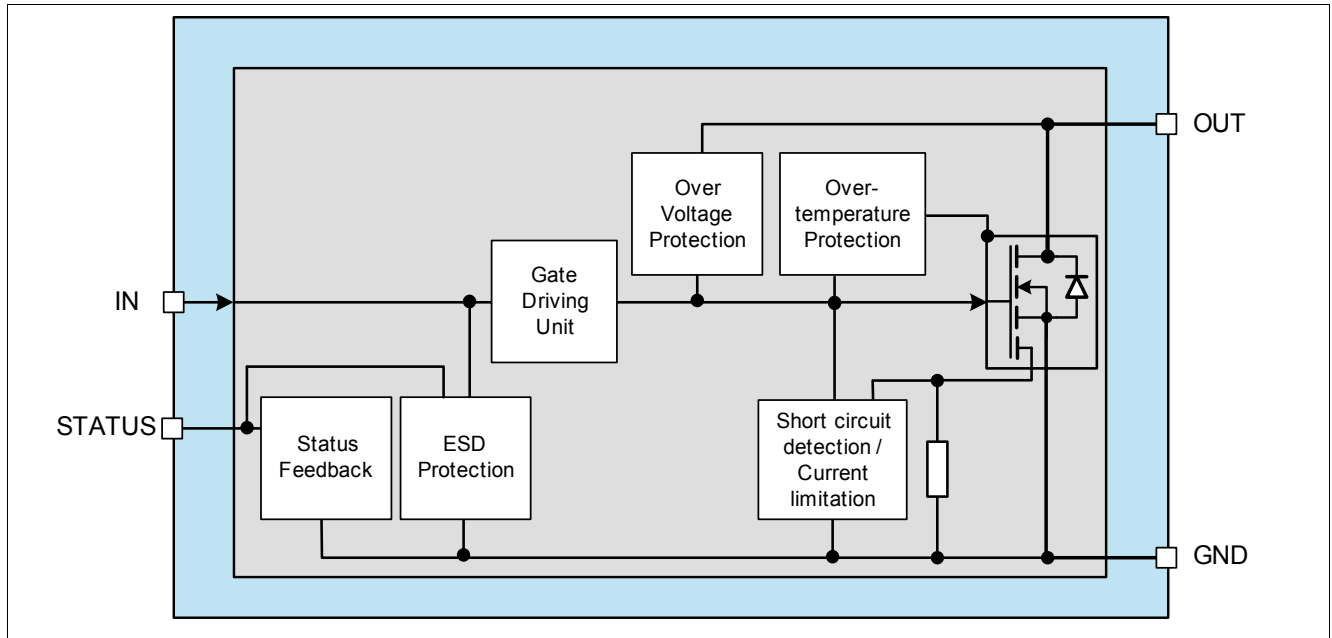 OUT
Over
Voltage
Protection
Over-
temperature
Protection
IN
Gate
Driving
Unit
STATUS
Status
Feedback
ESD
Protection
Short circuit
detection /
Current
limitation
GND